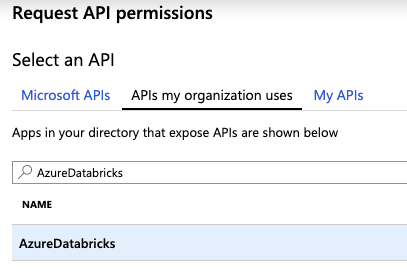 Request API permissions
Select an API
Microsoft APIs APIs my organization uses My APIs
Apps in your directory that expose APIs are shown below
AzureDatabricks
NAME
AzureDatabricks